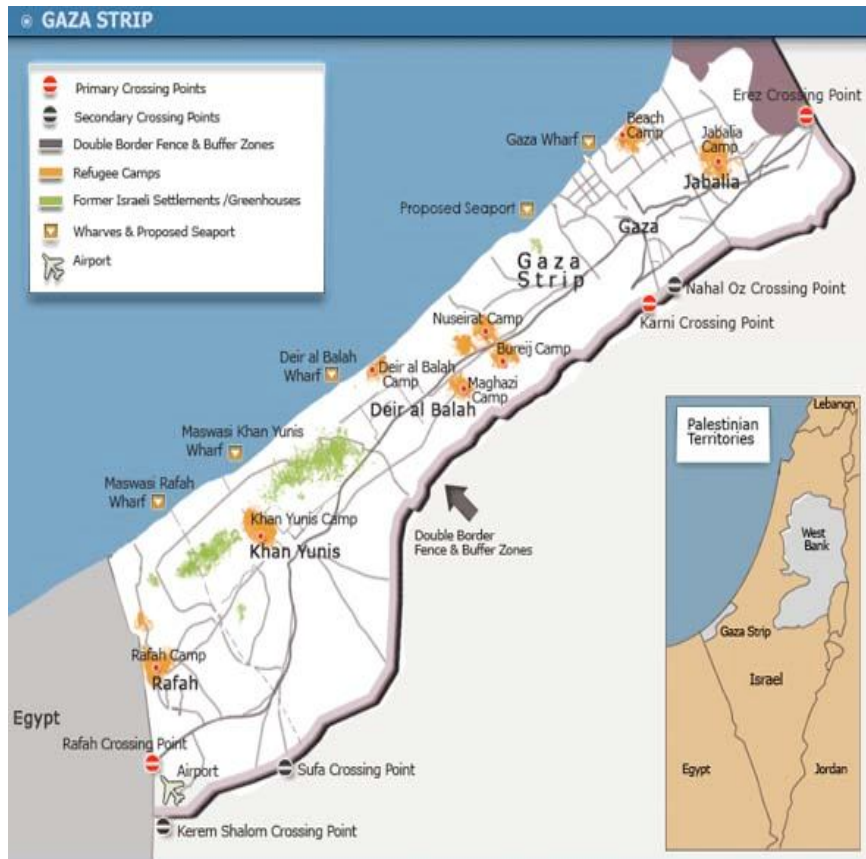 GAZA STRIP
Primary Crossing Points
Secondary Crossing Points
Double Border Fence & Buffer Zones
Refugee Camps
Former Israeli Settlements /Greenhouses
Wharves & Proposed Seaport
Airport
Erez Crossing Point
Beach
Camp
Jabalia
Camp
Gaza Wharf
Jabalia
Proposed Seaport
Gaza
Gaza
Strip
Nahal Oz Crossing Point
Karni Crossing Point
Nuseirat Camp
Bureij Camp
Deir al Balah
Wharf
Deir al Balah
Camp
Maghazi
Camp
Deir al Balah
Maswasi Khan Yunis
Wharf
Maswasi Rafah
Wharf
Khan Yunis Camp
Khan Yunis
Double Border
Fence & Buffer Zones
Rafah Camp
Rafah
Egypt
Rafah Crossing Point
Airport
Sufa Crossing Point
Kerem Shalom Crossing Point
Palestinian
Territories
Lebanon
West
Bank
Gaza Strip
Israel
Egypt
Jordan